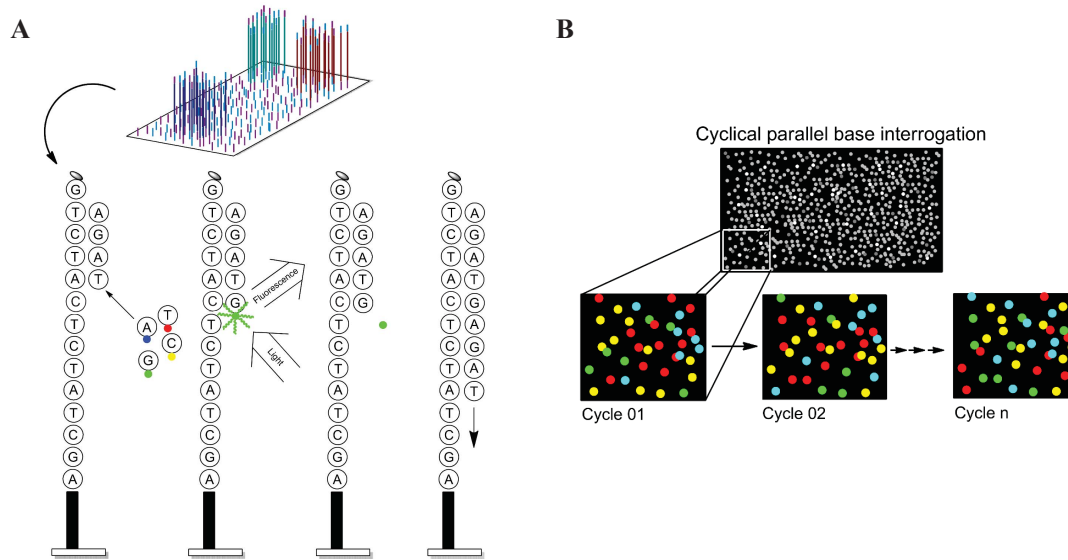 A
B
Cyclical parallel base interrogation
G T C T A C T C T A T C G A
A G A T
T
A
C
G
G T C T A C T C T A T C G A
A G A T G
Fluorescence
Light
G T C T A C T C T A T C G A
A G A T G
G T C T A C T C T A T C G A
A G A T G A G A T
Cycle 01
Cycle 02
Cycle n